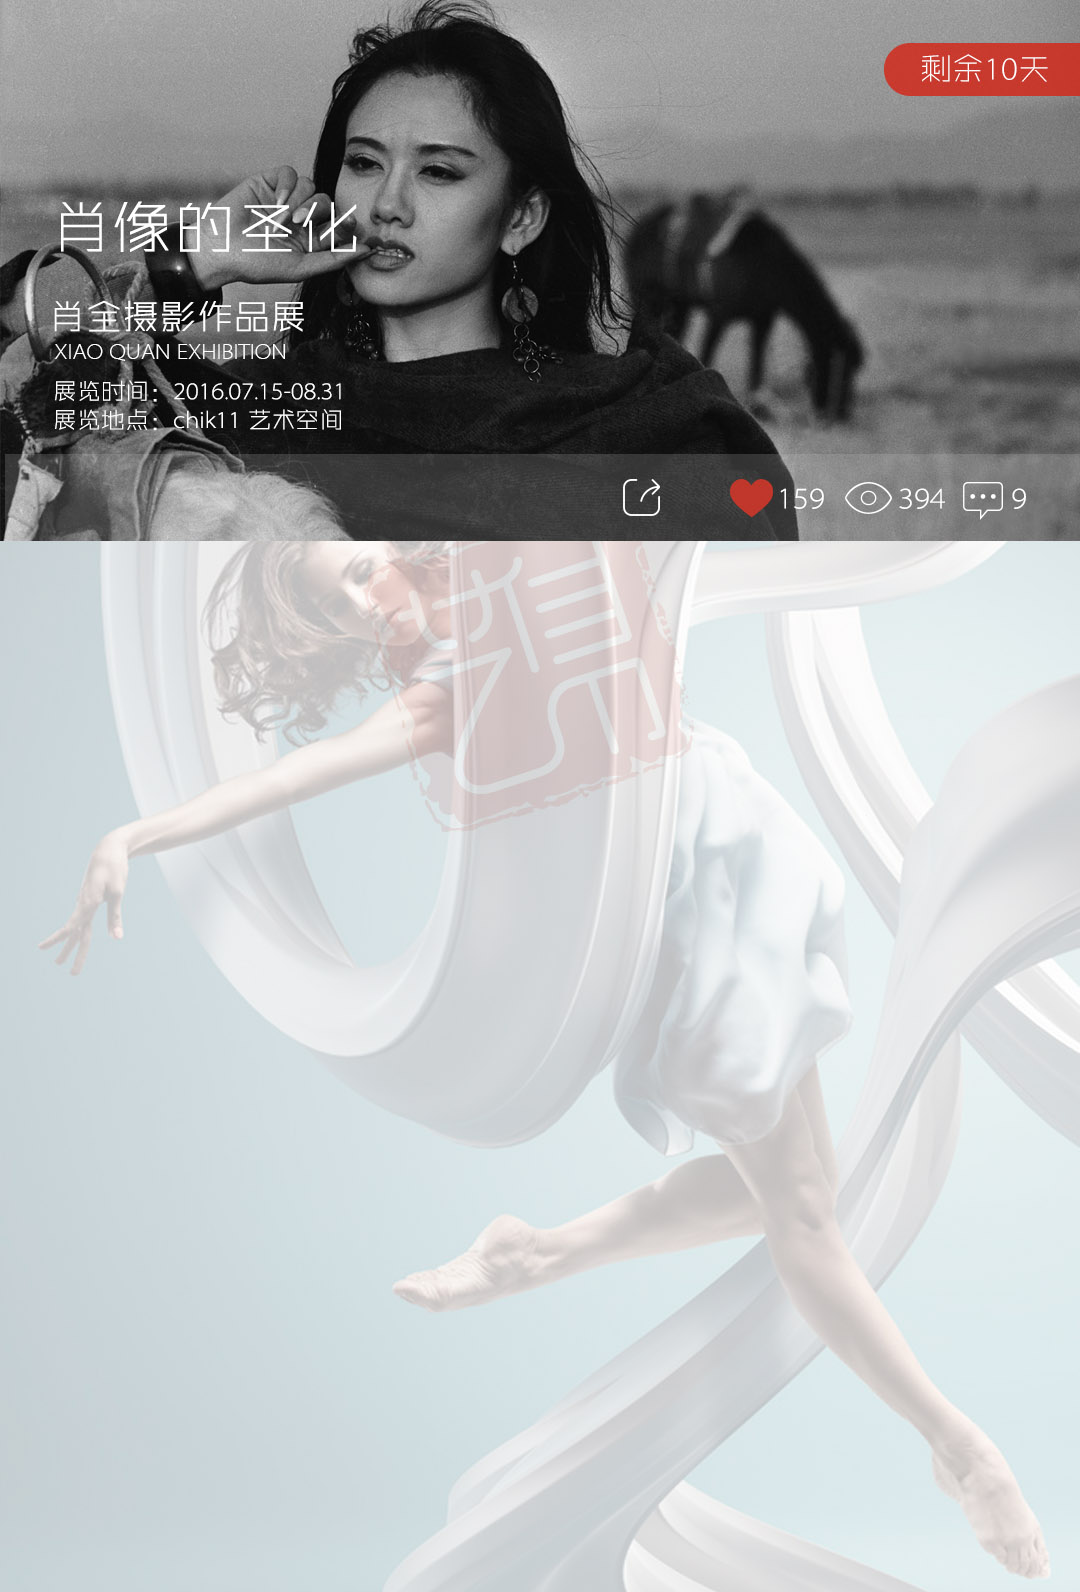 剩余10天
肖像的圣化
肖全摄影作品展
XIAO QUAN EXHIBITION
展览时间：2016.07.15-08.31
展览地点：chik11 艺术空间
159 394 9